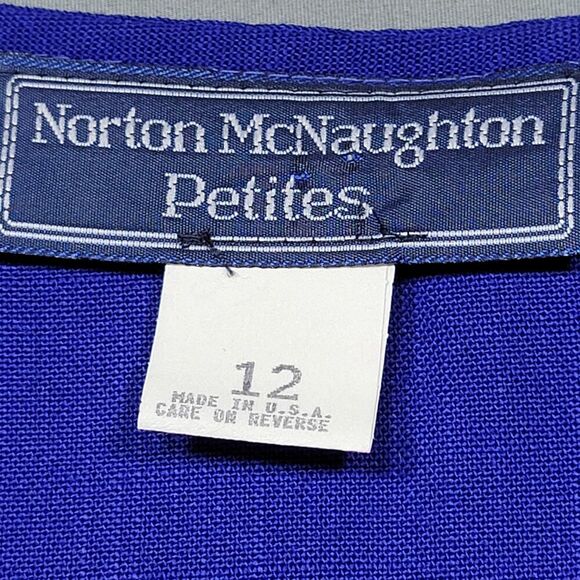 Norton McNaughton
Petites
12
MADE IN U.S.A.
CARE ON REVERSE